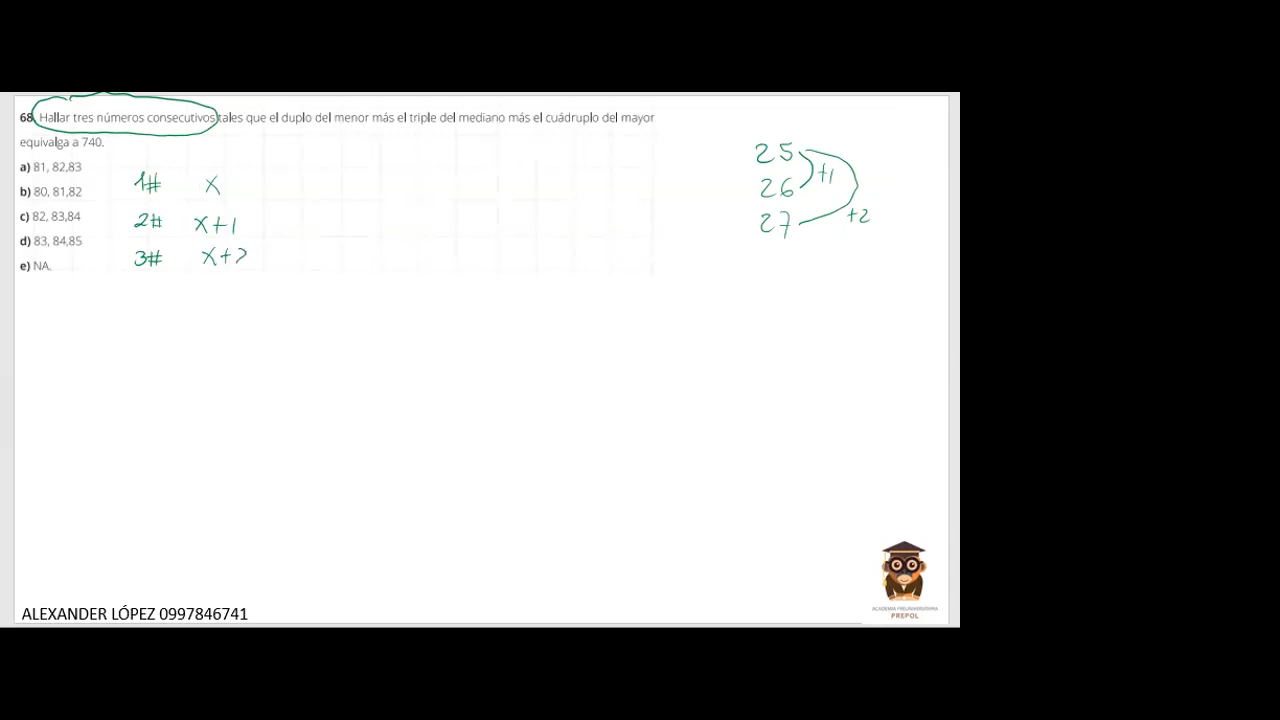 68. Hallar tres números consecutivos tales que el duplo del menor más el triple del mediano más el cuádruplo del mayor
equivalga a 740.
a) 81, 82,83
b) 80, 81,82
c) 82, 83,84
d) 83, 84,85
e) NA.
1# x
2# x+1
3# x+2
25
26
27
+1
+2
ALEXANDER LÓPEZ 0997846741
ACADEMIA PREUNIVERSITARIA
PREPOL